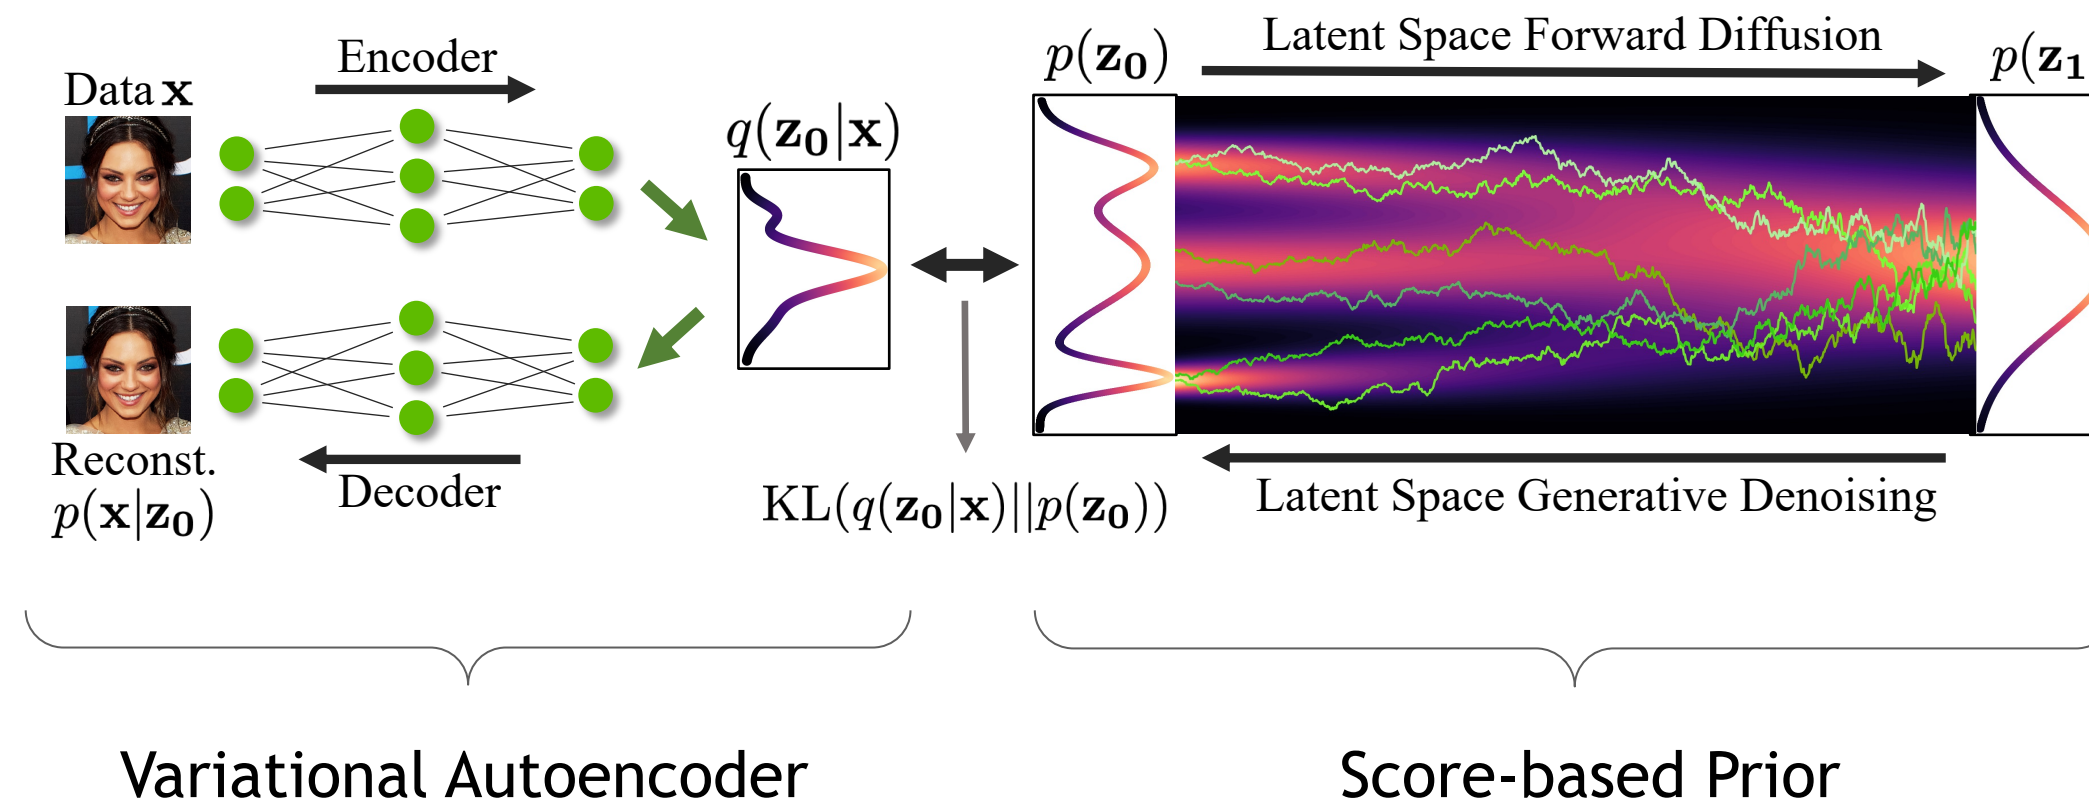 Data x
Encoder
q(z₀|x)
p(z₀)
Latent Space Forward Diffusion
p(z₁
Reconst.
p(x|z₀)
Decoder
KL(q(z₀|x)||p(z₀))
Latent Space Generative Denoising
Variational Autoencoder
Score-based Prior